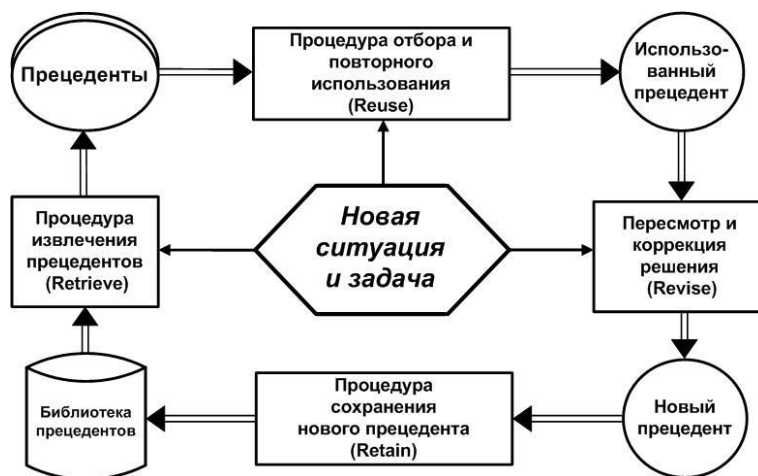 Прецеденты
Процедура отбора и
повторного
использования
(Reuse)
Использо-
ванный
прецедент
Процедура
извлечения
прецедентов
(Retrieve)
Новая
ситуация
и задача
Пересмотр и
коррекция
решения
(Revise)
Библиотека
прецедентов
Процедура
сохранения
нового прецедента
(Retain)
Новый
прецедент